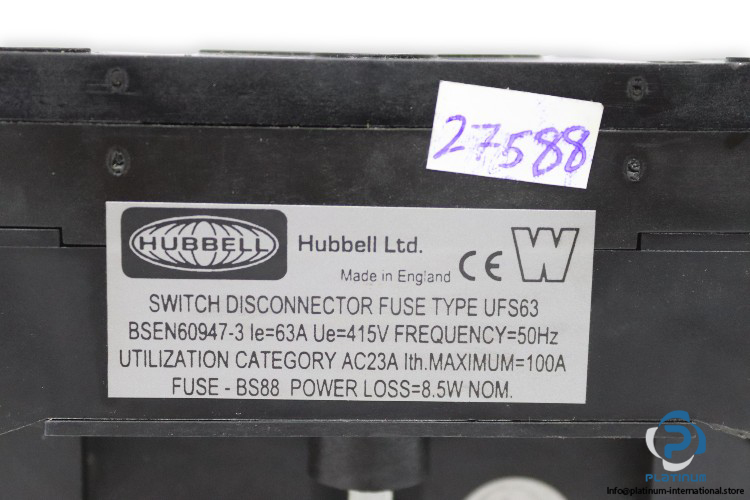 27588
HUBBELL
Hubbell Ltd.
Made in England CE W
SWITCH DISCONNECTOR FUSE TYPE UFS63
BSEN60947-3 Ie=63A Ue=415V FREQUENCY=50Hz
UTILIZATION CATEGORY AC23A Ith.MAXIMUM=100A
FUSE - BS88 POWER LOSS=8.5W NOM.
PLATINUM
info@platinum-international.store